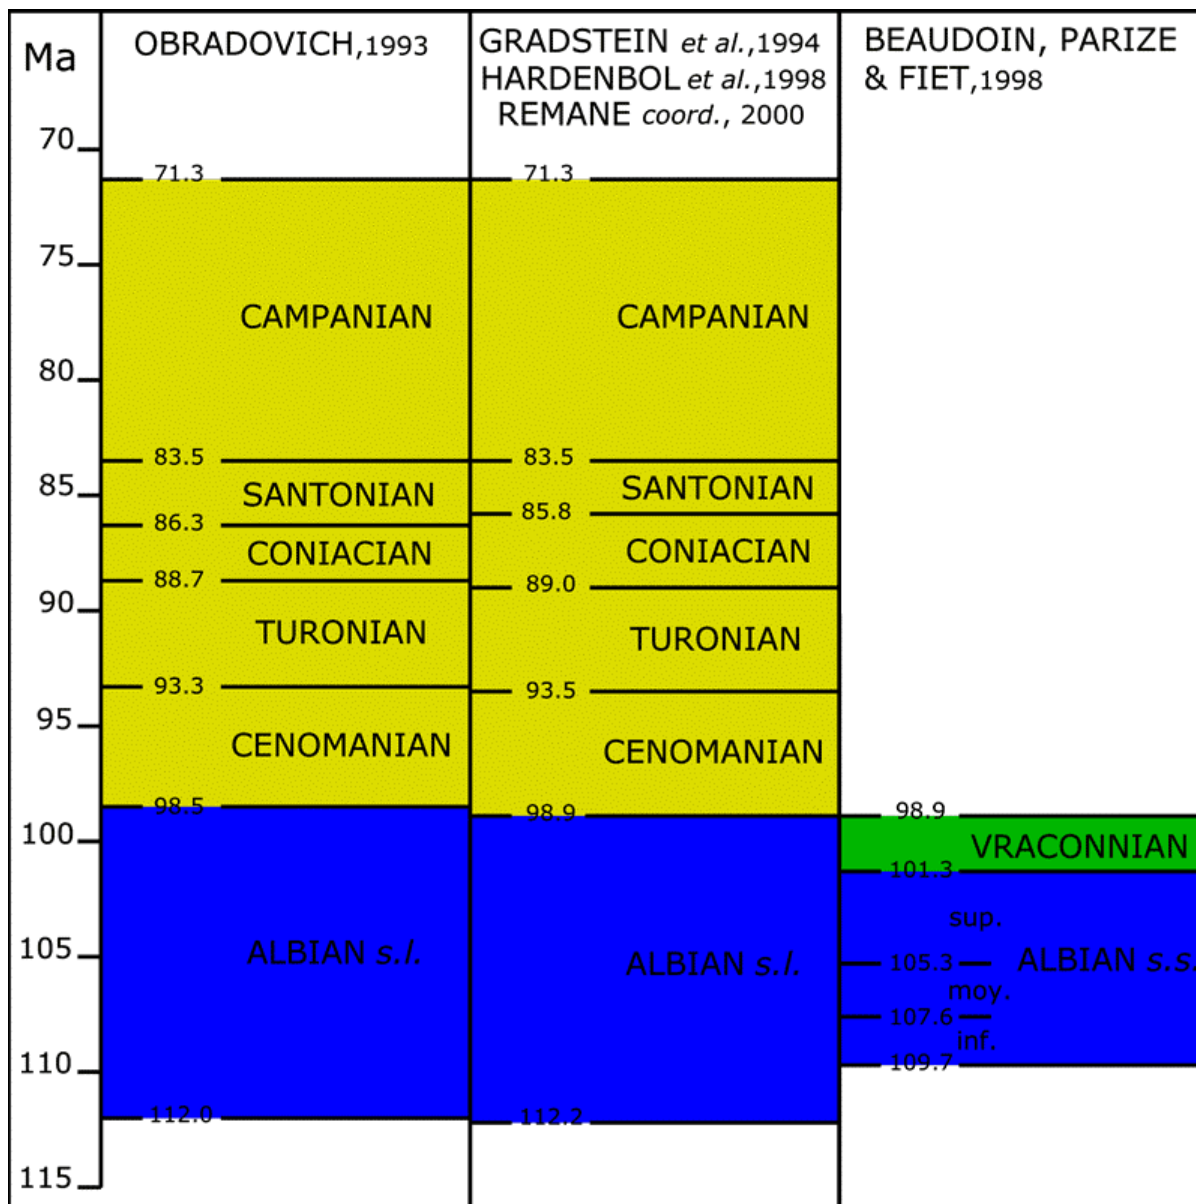 Ma
OBRADOVICH,1993
GRADSTEIN et al.,1994
HARDENBOL et al.,1998
REMANE coord., 2000
BEAUDOIN, PARIZE
& FIET,1998
70
75
80
85
90
95
100
105
110
115
71.3
CAMPANIAN
83.5
SANTONIAN
86.3
CONIACIAN
88.7
TURONIAN
93.3
CENOMANIAN
98.5
ALBIAN s.l.
112.0
71.3
CAMPANIAN
83.5
SANTONIAN
85.8
CONIACIAN
89.0
TURONIAN
93.5
CENOMANIAN
98.9
ALBIAN s.l.
112.2
98.9
VRACONNIAN
101.3
sup.
105.3
ALBIAN s.s.
moy.
107.6
inf.
109.7